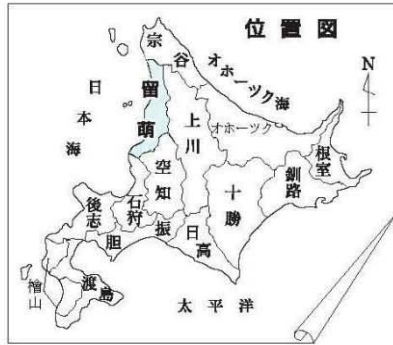 位置図
N
宗谷
オホーツク海
日本海
留萌
上川
オホーツク
空知
根室
釧路
十勝
石狩
後志
胆振
日高
渡島
檜山
太平洋